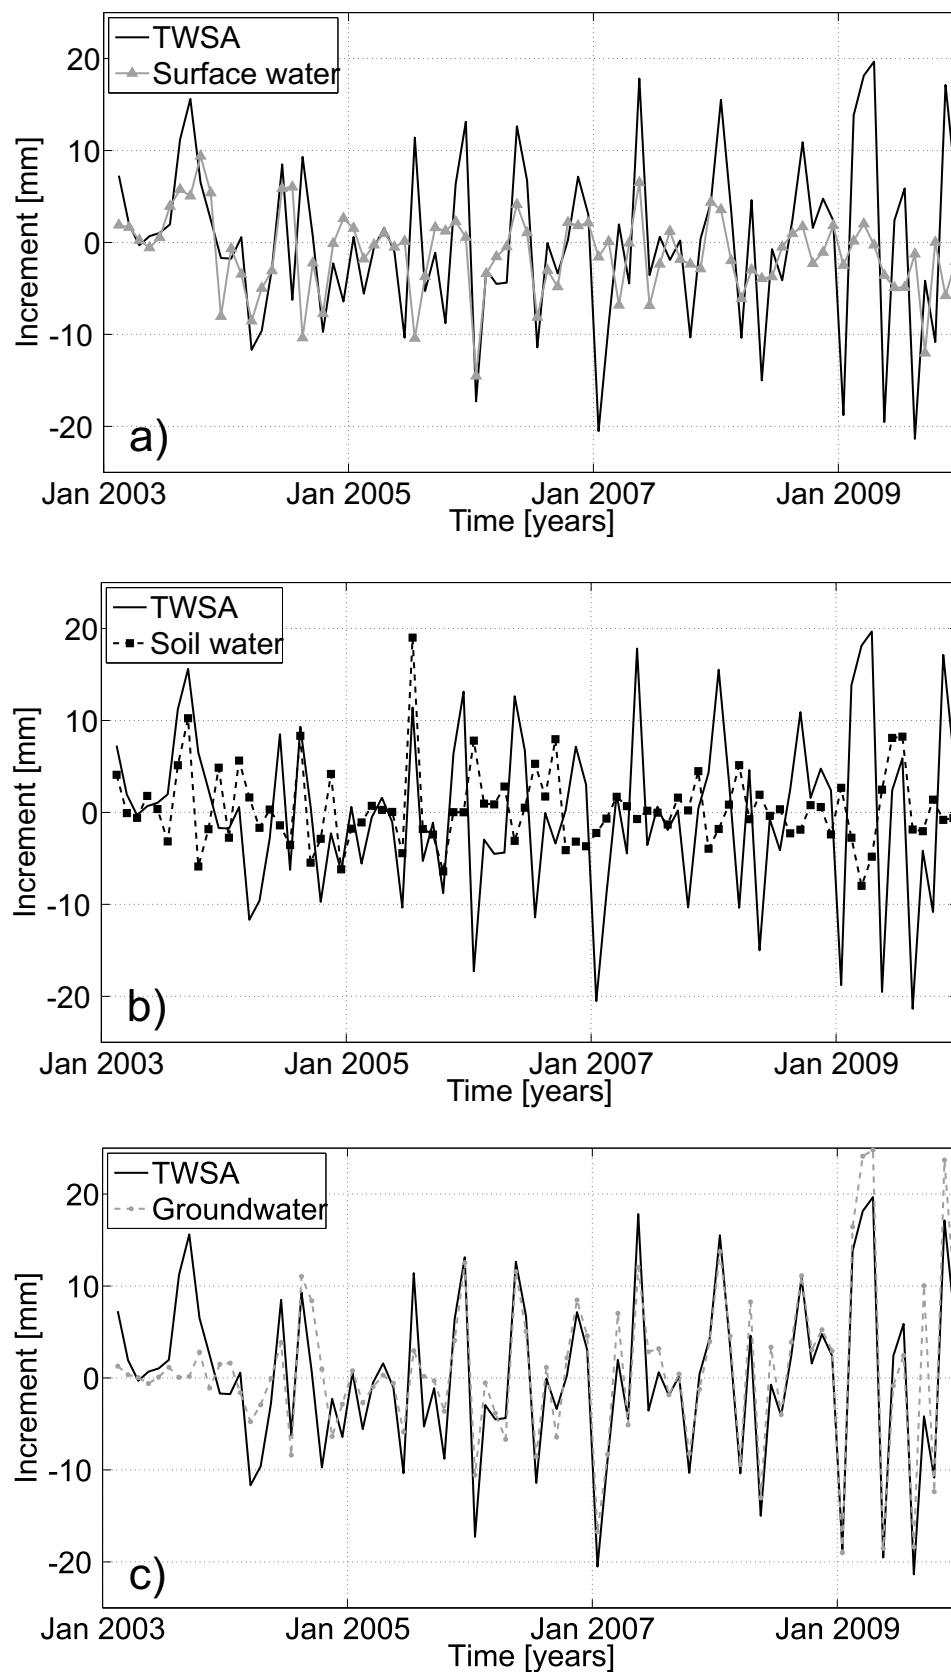 TWSA
Surface water
20
10
0
-10
-20
Increment [mm]
a)
Jan 2003 Jan 2005 Jan 2007 Jan 2009
Time [years]
TWSA
Soil water
20
10
0
-10
-20
Increment [mm]
b)
Jan 2003 Jan 2005 Jan 2007 Jan 2009
Time [years]
TWSA
Groundwater
20
10
0
-10
-20
Increment [mm]
c)
Jan 2003 Jan 2005 Jan 2007 Jan 2009
Time [years]